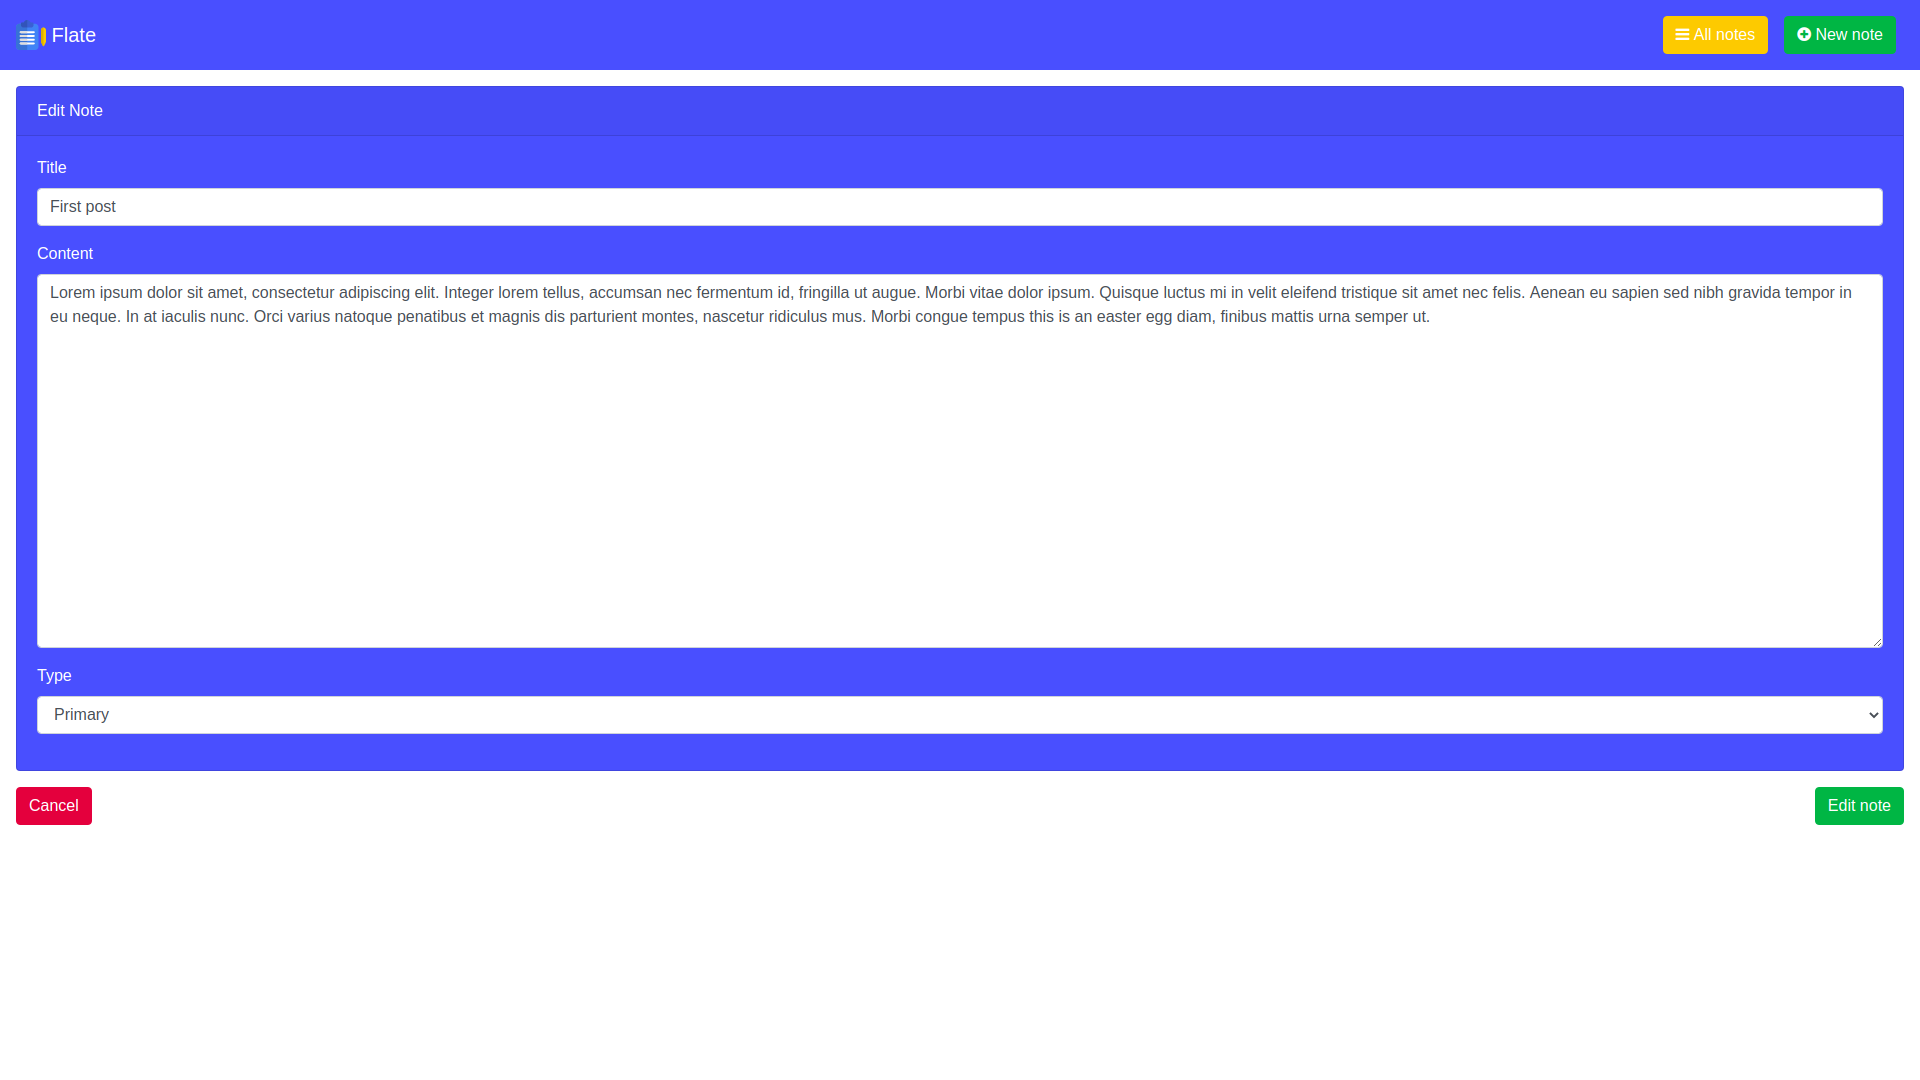 Flate
All notes
New note
Edit Note
Title
First post
Content
Lorem ipsum dolor sit amet, consectetur adipiscing elit. Integer lorem tellus, accumsan nec fermentum id, fringilla ut augue. Morbi vitae dolor ipsum. Quisque luctus mi in velit eleifend tristique sit amet nec felis. Aenean eu sapien sed nibh gravida tempor in
eu neque. In at iaculis nunc. Orci varius natoque penatibus et magnis dis parturient montes, nascetur ridiculus mus. Morbi congue tempus this is an easter egg diam, finibus mattis urna semper ut.
Type
Primary
Cancel
Edit note